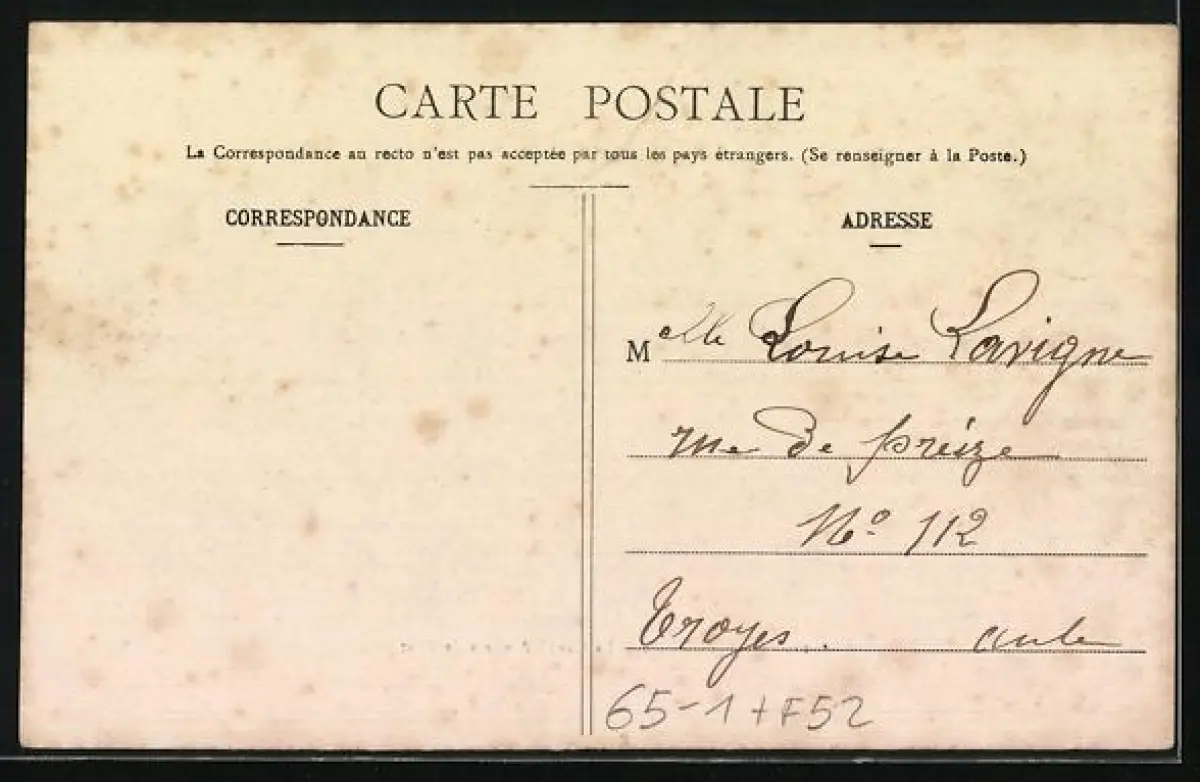 CARTE POSTALE
La Correspondance au recto n'est pas acceptée par tous les pays étrangers. (Se renseigner à la Poste.)
CORRESPONDANCE
ADRESSE
Melle Louise Lavigne
rue de preize
No 112
Troyes. aube
65-1+F52